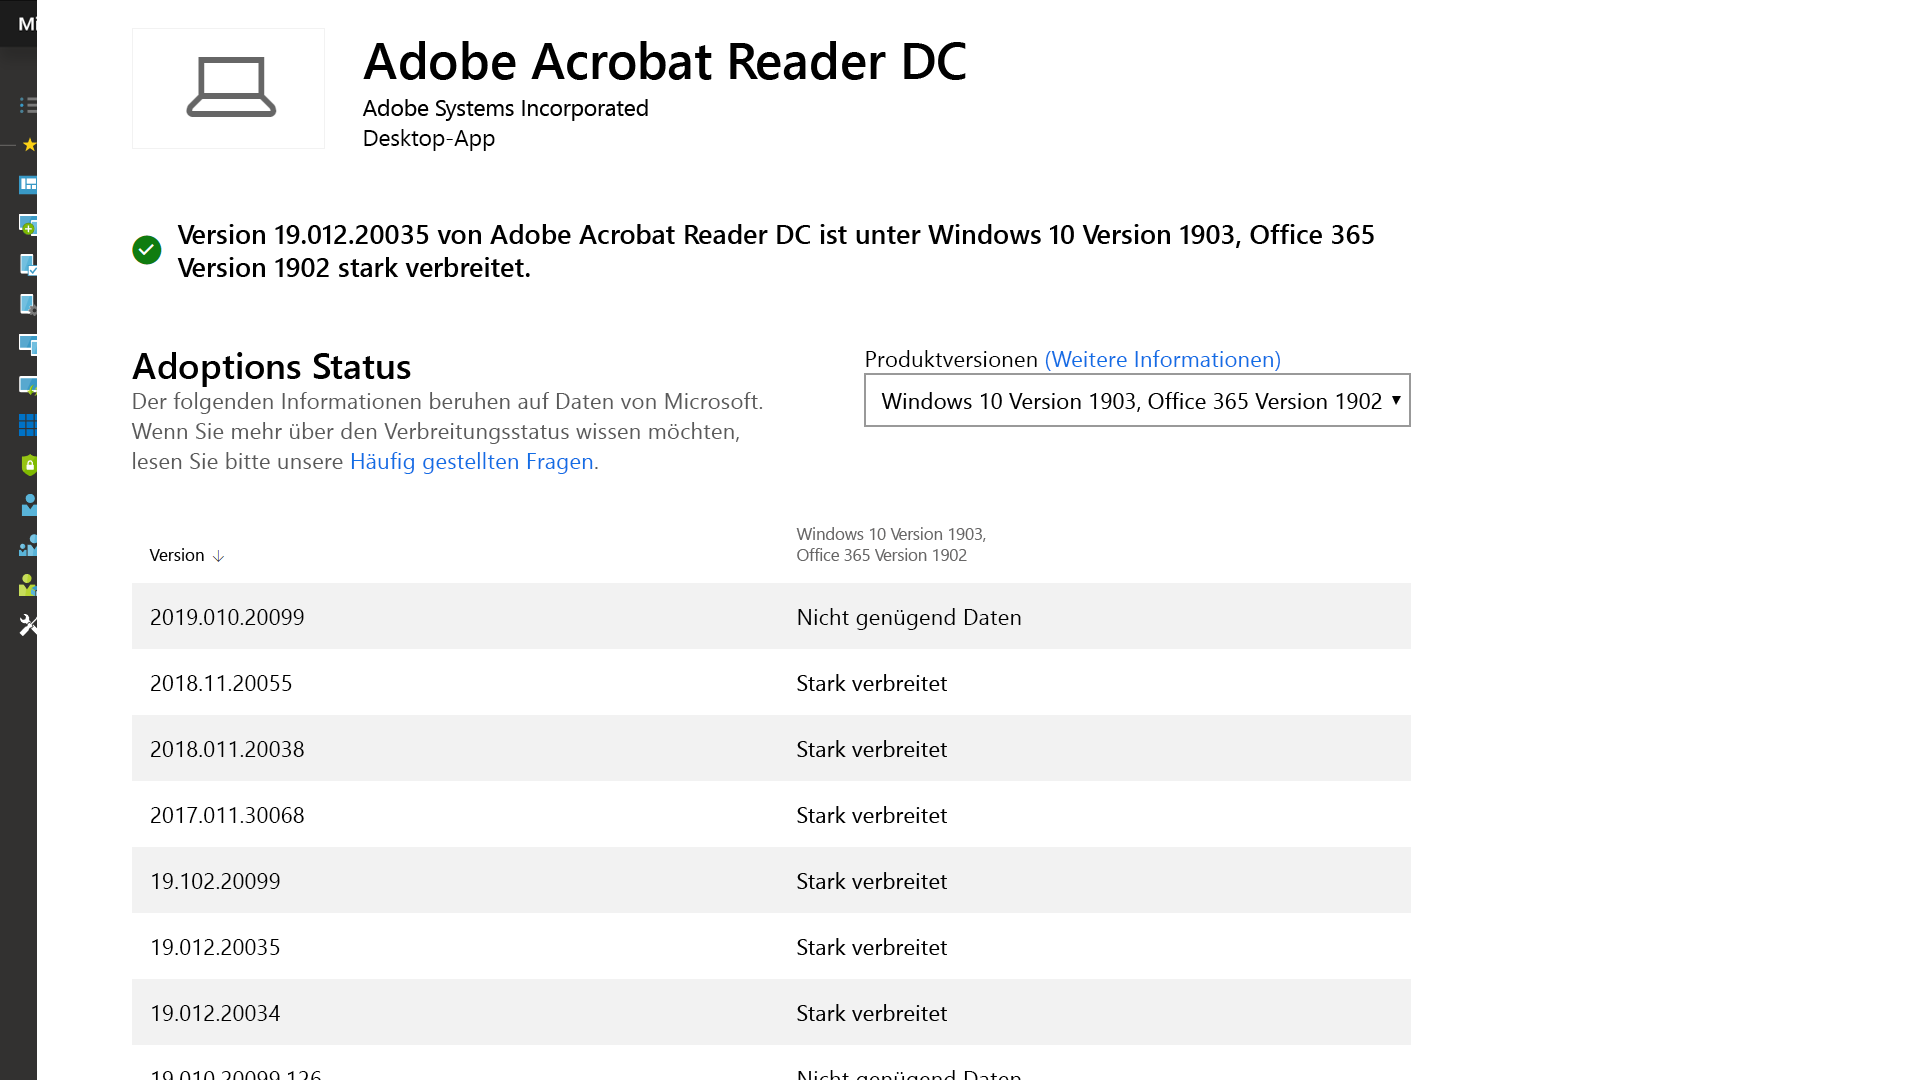 Mi
Adobe Acrobat Reader DC
Adobe Systems Incorporated
Desktop-App
Version 19.012.20035 von Adobe Acrobat Reader DC ist unter Windows 10 Version 1903, Office 365
Version 1902 stark verbreitet.
Adoptions Status
Der folgenden Informationen beruhen auf Daten von Microsoft.
Wenn Sie mehr über den Verbreitungsstatus wissen möchten,
lesen Sie bitte unsere Häufig gestellten Fragen.
Produktversionen (Weitere Informationen)
Windows 10 Version 1903, Office 365 Version 1902
Version ↓
Windows 10 Version 1903,
Office 365 Version 1902
2019.010.20099 Nicht genügend Daten
2018.11.20055 Stark verbreitet
2018.011.20038 Stark verbreitet
2017.011.30068 Stark verbreitet
19.102.20099 Stark verbreitet
19.012.20035 Stark verbreitet
19.012.20034 Stark verbreitet
19.010.20099.126 Nicht genügend Daten